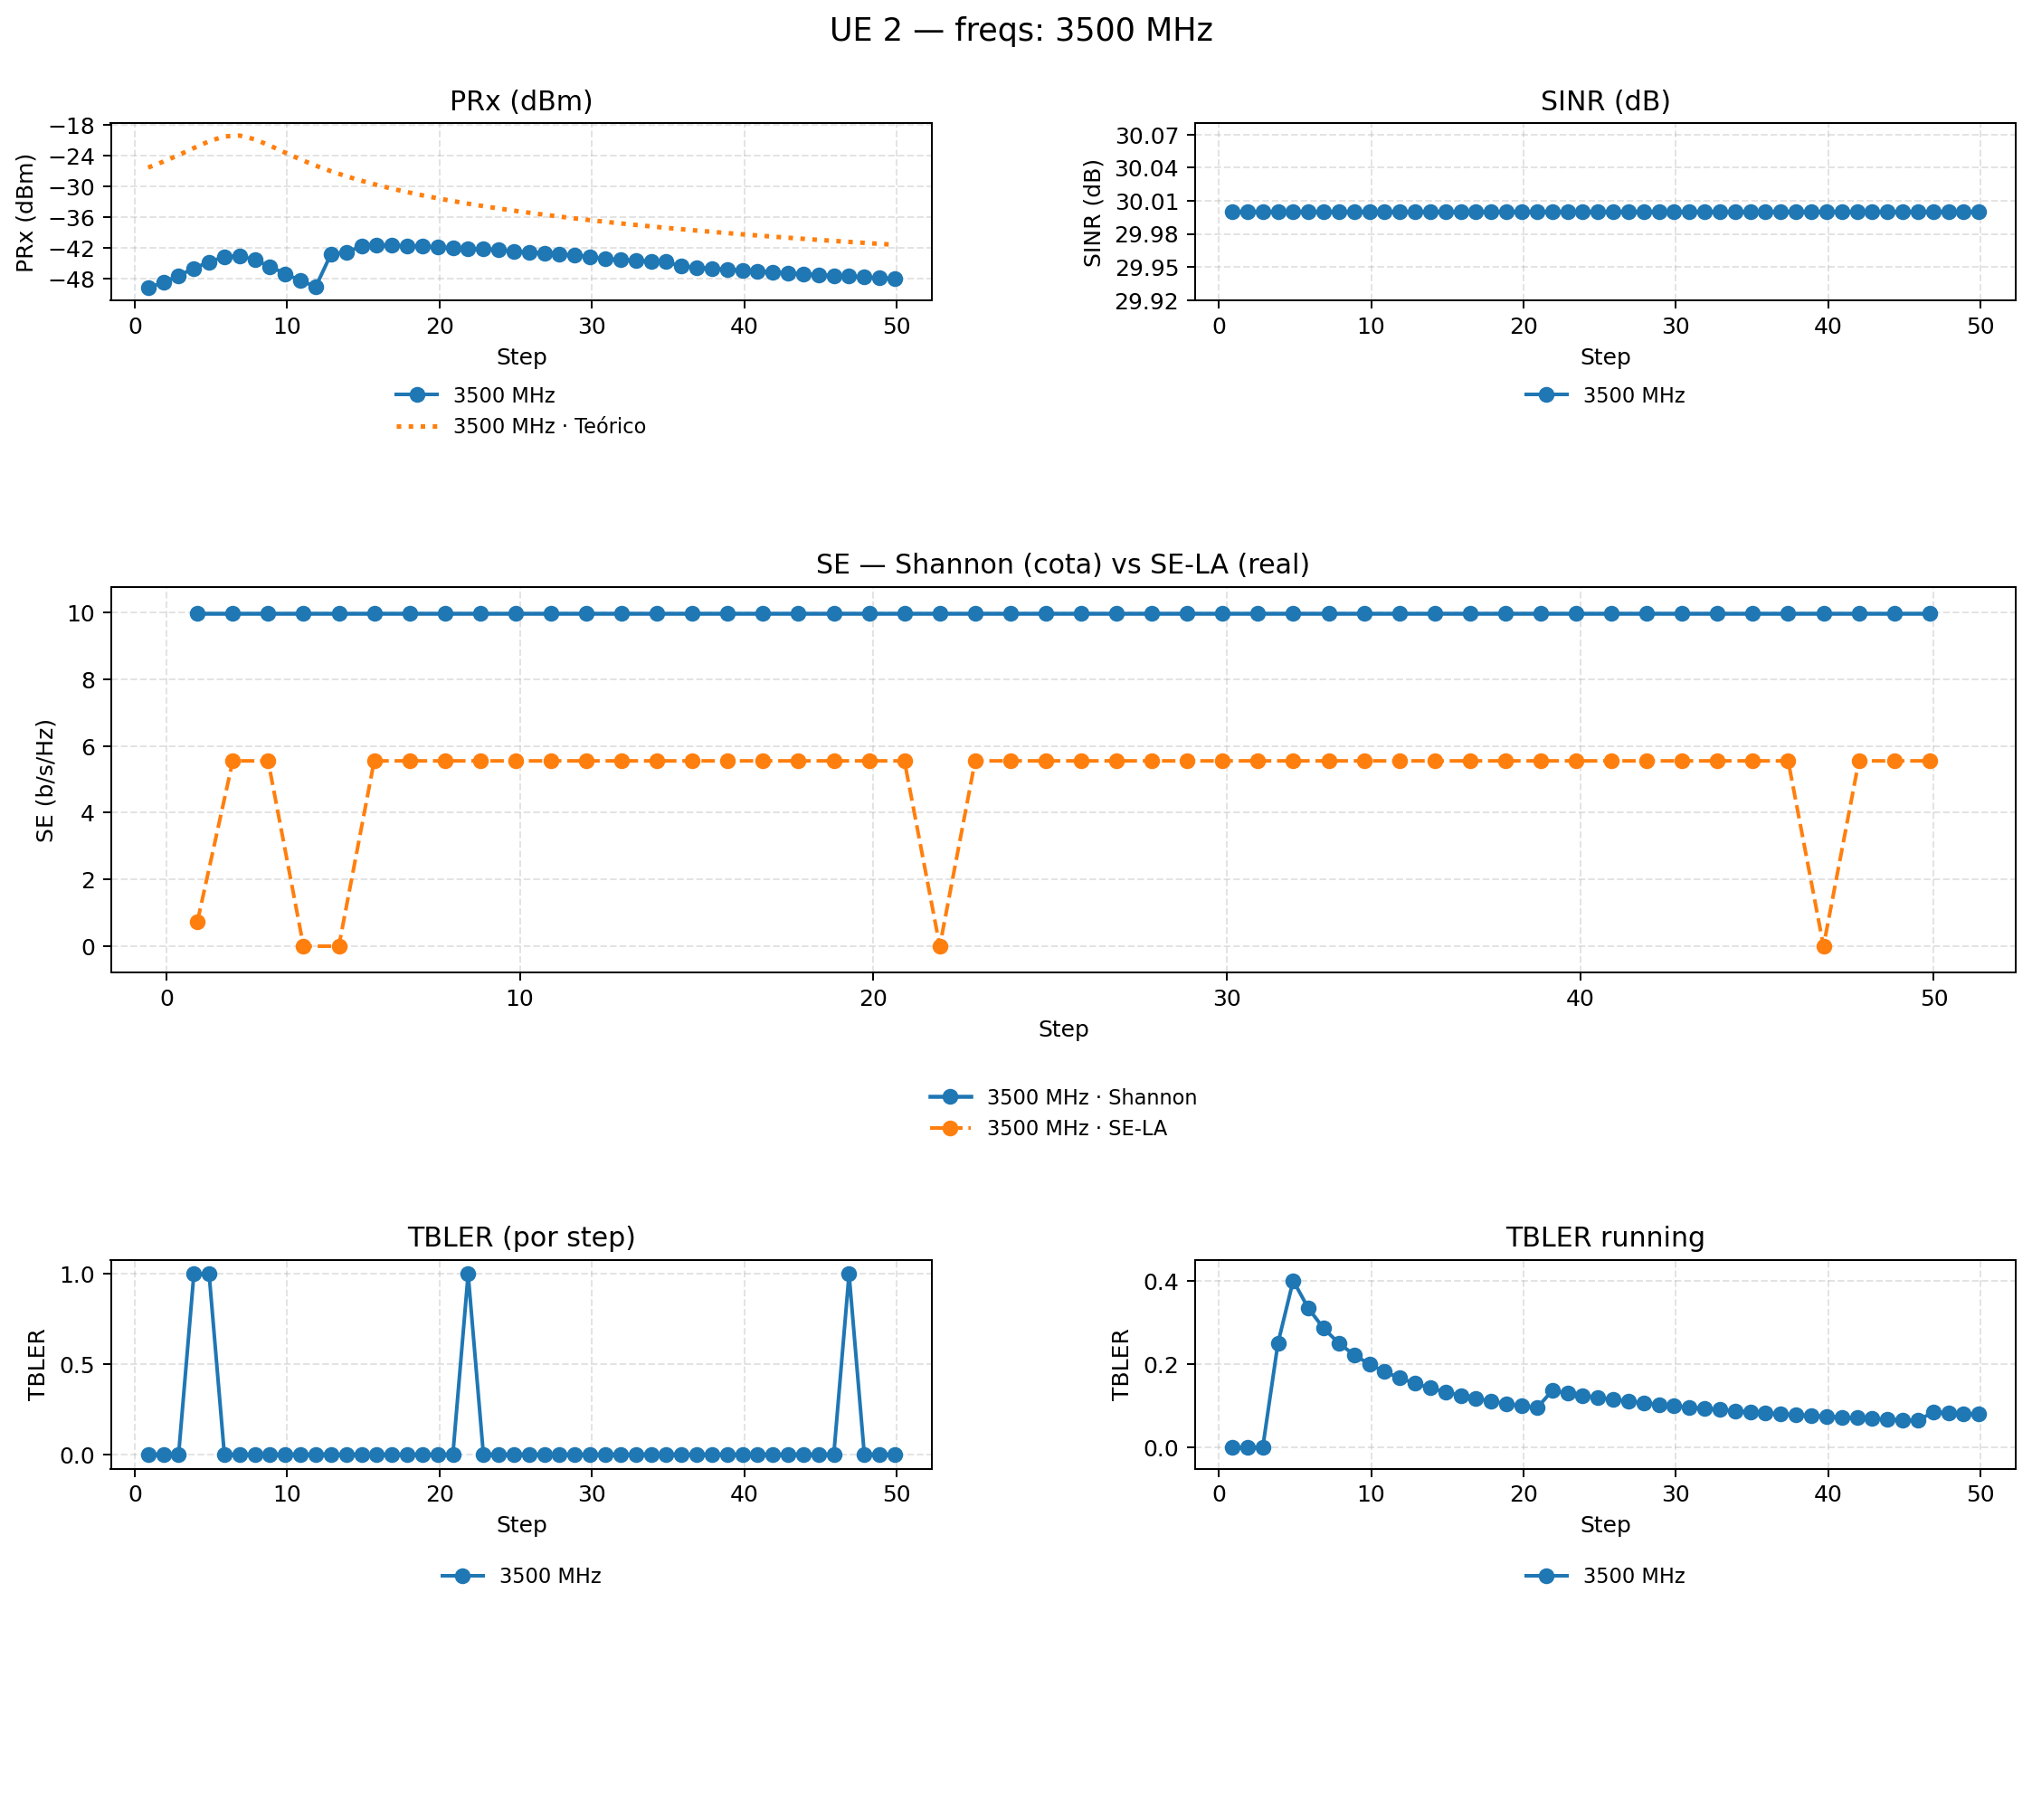 UE 2 — freqs: 3500 MHz
PRx (dBm)
PRx (dBm)
−18
−24
−30
−36
−42
−48
0 10 20 30 40 50
Step
3500 MHz
3500 MHz · Teórico
SINR (dB)
SINR (dB)
30.07
30.04
30.01
29.98
29.95
29.92
0 10 20 30 40 50
Step
3500 MHz
SE — Shannon (cota) vs SE-LA (real)
SE (b/s/Hz)
10
8
6
4
2
0
0 10 20 30 40 50
Step
3500 MHz · Shannon
3500 MHz · SE-LA
TBLER (por step)
TBLER
1.0
0.5
0.0
0 10 20 30 40 50
Step
3500 MHz
TBLER running
TBLER
0.4
0.2
0.0
0 10 20 30 40 50
Step
3500 MHz